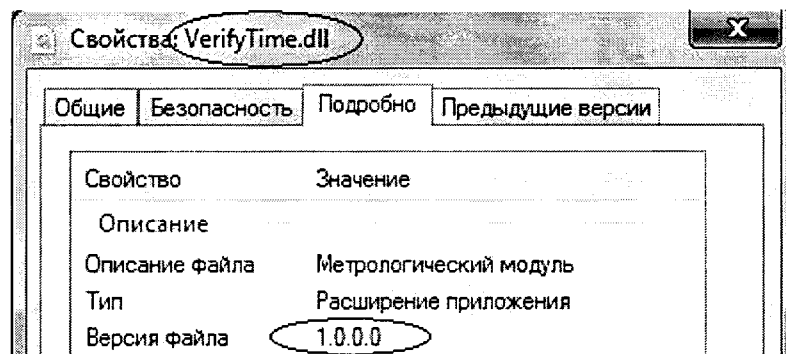 Свойства: VerifyTime.dll
Общие Безопасность Подробно Предыдущие версии
Свойство Значение
Описание
Описание файла Метрологический модуль
Тип Расширение приложения
Версия файла 1.0.0.0